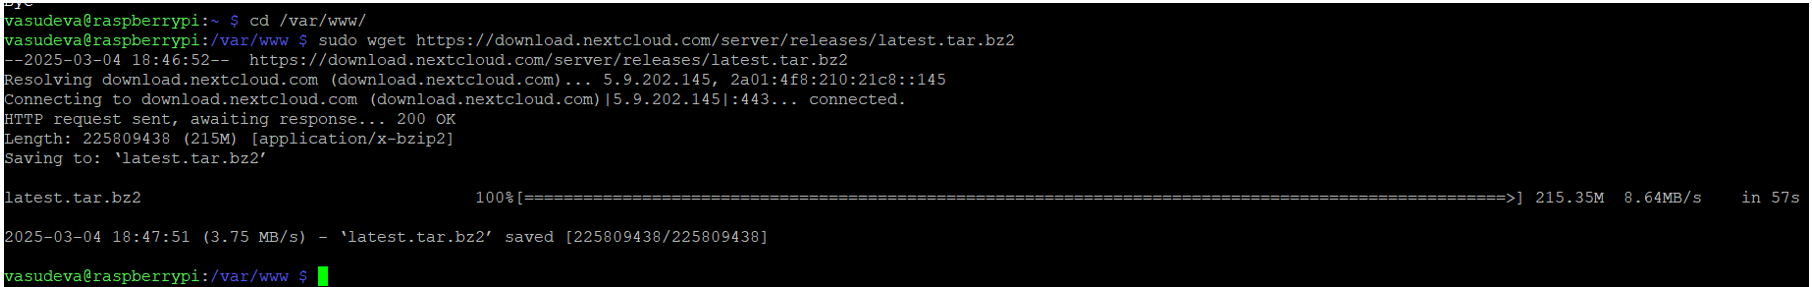 Bye
vasudeva@raspberrypi:~ $ cd /var/www/
vasudeva@raspberrypi:/var/www $ sudo wget https://download.nextcloud.com/server/releases/latest.tar.bz2
--2025-03-04 18:46:52--  https://download.nextcloud.com/server/releases/latest.tar.bz2
Resolving download.nextcloud.com (download.nextcloud.com)... 5.9.202.145, 2a01:4f8:210:21c8::145
Connecting to download.nextcloud.com (download.nextcloud.com)|5.9.202.145|:443... connected.
HTTP request sent, awaiting response... 200 OK
Length: 225809438 (215M) [application/x-bzip2]
Saving to: ‘latest.tar.bz2’
latest.tar.bz2 100%[====================================================================================================>] 215.35M 8.64MB/s in 57s
2025-03-04 18:47:51 (3.75 MB/s) - ‘latest.tar.bz2’ saved [225809438/225809438]
vasudeva@raspberrypi:/var/www $